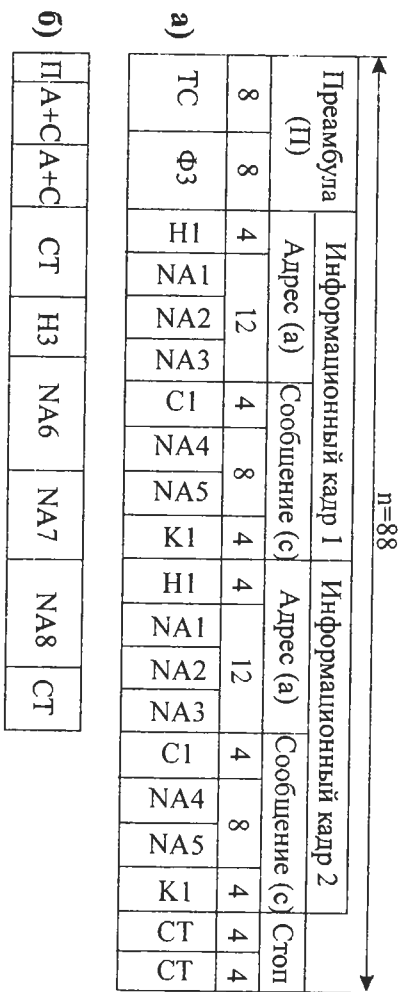 n=88
Преамбула (П) Информационный кадр 1 Информационный кадр 2
Адрес (а) Сообщение (с) Адрес (а) Сообщение (с) Стоп
8 8 4 12 4 8 4 4 12 4 8 4 4 4
а) ТС ФЗ Н1 NA1 NA2 NA3 С1 NA4 NA5 К1 Н1 NA1 NA2 NA3 С1 NA4 NA5 К1 СТ СТ
б) П А+С А+С СТ Н3 NA6 NA7 NA8 СТ